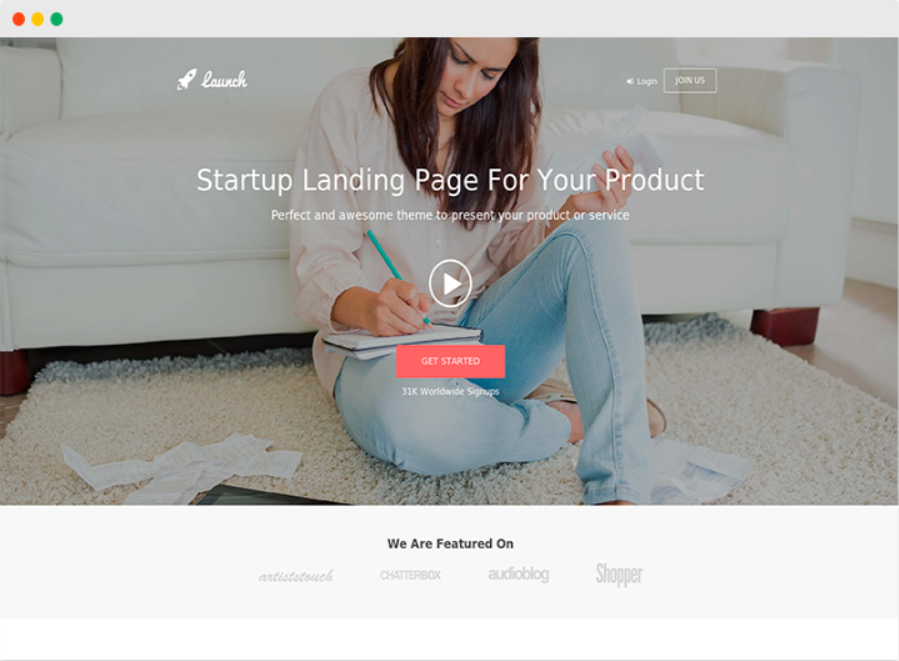 Launch
Login
JOIN US
Startup Landing Page For Your Product
Perfect and awesome theme to present your product or service
GET STARTED
31K Worldwide Signups
We Are Featured On
artiststouch
CHATTERBOX
audioblog
Shopper